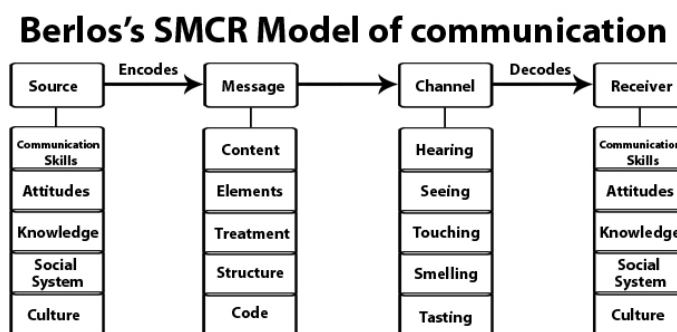 Berlos's SMCR Model of communication
Source
Encodes
Message
Channel
Decodes
Receiver
Communication
Skills
Attitudes
Knowledge
Social
System
Culture
Content
Elements
Treatment
Structure
Code
Hearing
Seeing
Touching
Smelling
Tasting
Communication
Skills
Attitudes
Knowledge
Social
System
Culture